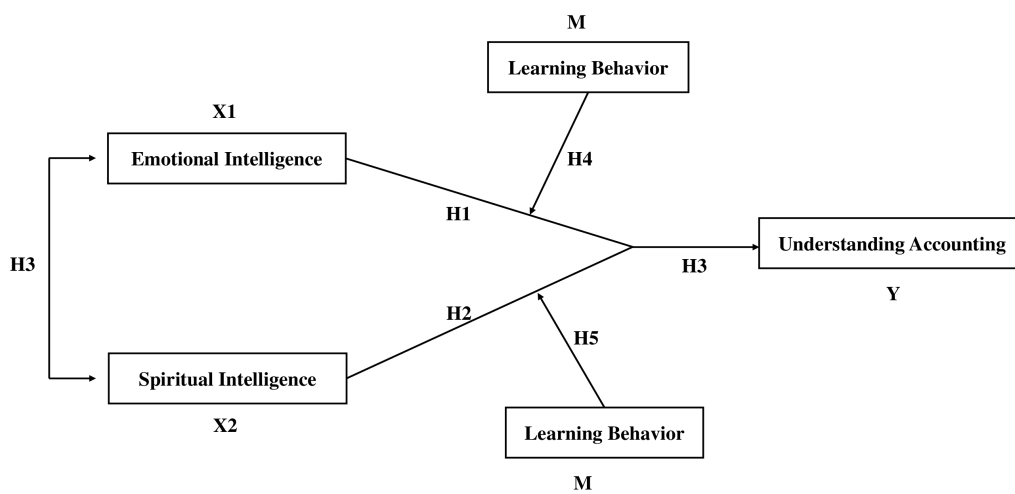 M
Learning Behavior
X1
Emotional Intelligence
H4
H1
H3
Understanding Accounting
H3
Y
H2
H5
Spiritual Intelligence
X2
Learning Behavior
M